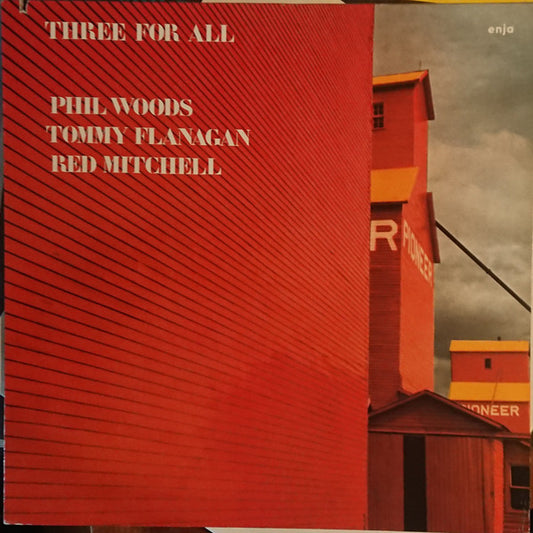 THREE FOR ALL
enja
PHIL WOODS
TOMMY FLANAGAN
RED MITCHELL
R PIONEER
PIONEER